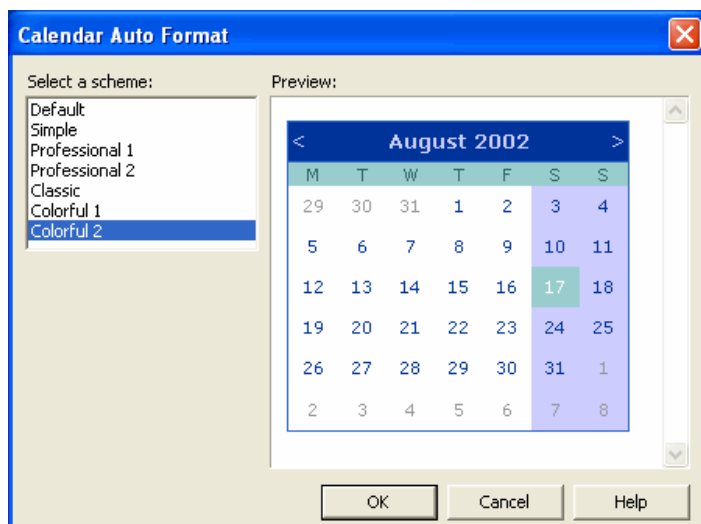 Calendar Auto Format
Select a scheme:
Default
Simple
Professional 1
Professional 2
Classic
Colorful 1
Colorful 2
Preview:
< August 2002 >
M T W T F S S
29 30 31 1 2 3 4
5 6 7 8 9 10 11
12 13 14 15 16 17 18
19 20 21 22 23 24 25
26 27 28 29 30 31 1
2 3 4 5 6 7 8
OK Cancel Help